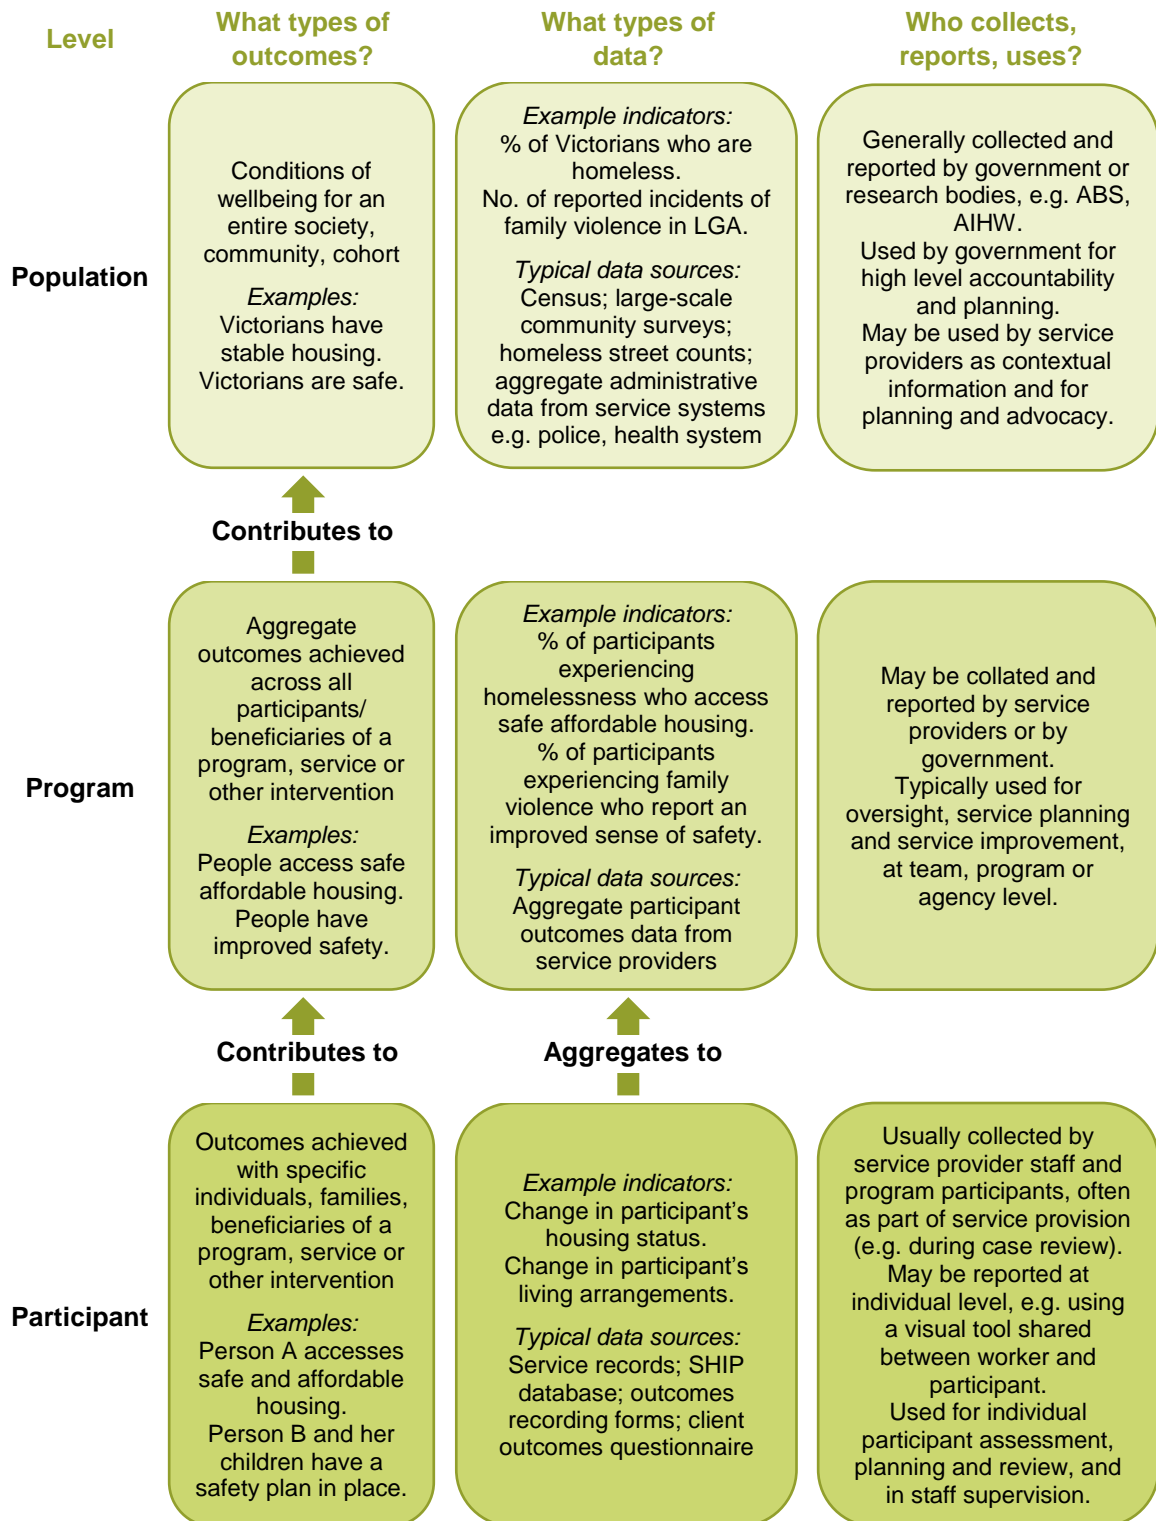 Level
What types of
outcomes?
What types of
data?
Who collects,
reports, uses?
Population
Conditions of
wellbeing for an
entire society,
community, cohort
Examples:
Victorians have
stable housing.
Victorians are safe.
Example indicators:
% of Victorians who are
homeless.
No. of reported incidents of
family violence in LGA.
Typical data sources:
Census; large-scale
community surveys;
homeless street counts;
aggregate administrative
data from service systems
e.g. police, health system
Generally collected and
reported by government or
research bodies, e.g. ABS,
AIHW.
Used by government for
high level accountability
and planning.
May be used by service
providers as contextual
information and for
planning and advocacy.
Contributes to
Program
Aggregate
outcomes achieved
across all
participants/
beneficiaries of a
program, service or
other intervention
Examples:
People access safe
affordable housing.
People have
improved safety.
Example indicators:
% of participants
experiencing
homelessness who access
safe affordable housing.
% of participants
experiencing family
violence who report an
improved sense of safety.
Typical data sources:
Aggregate participant
outcomes data from
service providers
May be collated and
reported by service
providers or by
government.
Typically used for
oversight, service planning
and service improvement,
at team, program or
agency level.
Contributes to
Aggregates to
Participant
Outcomes achieved
with specific
individuals, families,
beneficiaries of a
program, service or
other intervention
Examples:
Person A accesses
safe and affordable
housing.
Person B and her
children have a
safety plan in place.
Example indicators:
Change in participant's
housing status.
Change in participant's
living arrangements.
Typical data sources:
Service records; SHIP
database; outcomes
recording forms; client
outcomes questionnaire
Usually collected by
service provider staff and
program participants, often
as part of service provision
(e.g. during case review).
May be reported at
individual level, e.g. using
a visual tool shared
between worker and
participant.
Used for individual
participant assessment,
planning and review, and
in staff supervision.